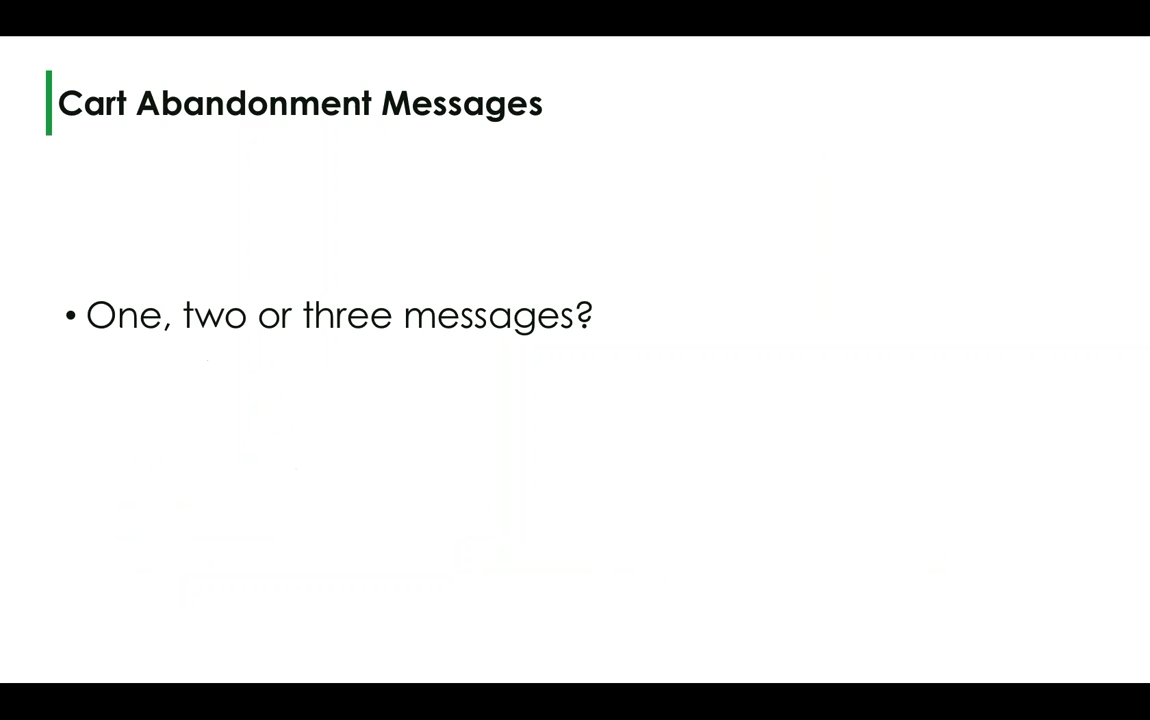 Cart Abandonment Messages
• One, two or three messages?